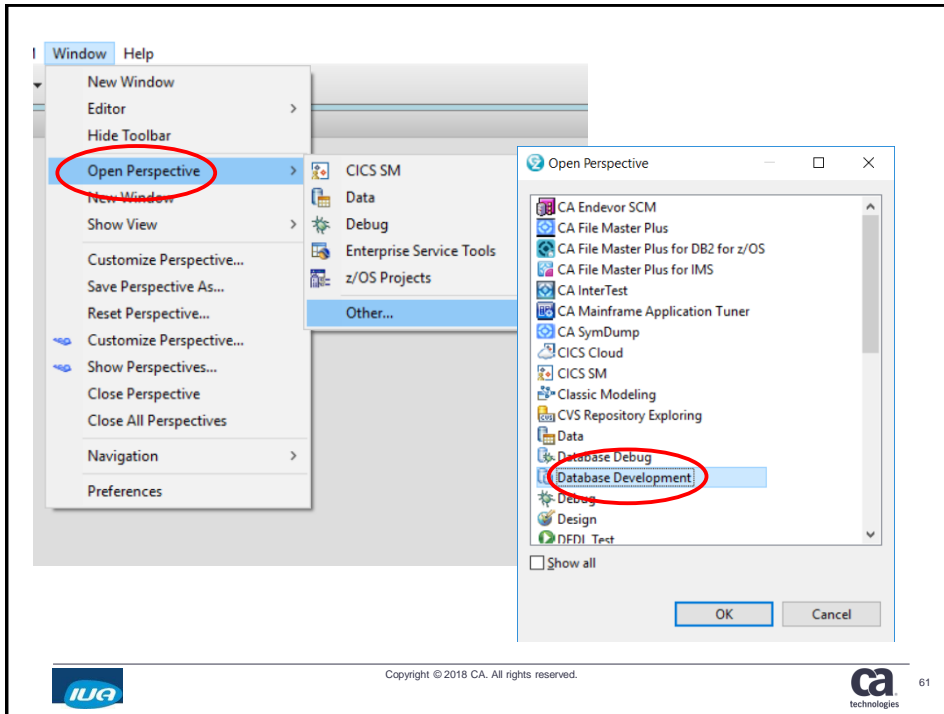 Window Help
New Window
Editor
Hide Toolbar
Open Perspective
New Window
Show View
Customize Perspective...
Save Perspective As...
Reset Perspective...
Customize Perspective...
Show Perspectives...
Close Perspective
Close All Perspectives
Navigation
Preferences
CICS SM
Data
Debug
Enterprise Service Tools
z/OS Projects
Other...
Open Perspective
CA Endevor SCM
CA File Master Plus
CA File Master Plus for DB2 for z/OS
CA File Master Plus for IMS
CA InterTest
CA Mainframe Application Tuner
CA SymDump
CICS Cloud
CICS SM
Classic Modeling
CVS Repository Exploring
Data
Database Debug
Database Development
Debug
Design
DFDL Test
Show all
OK Cancel
IUA
Copyright © 2018 CA. All rights reserved.
ca
technologies
61